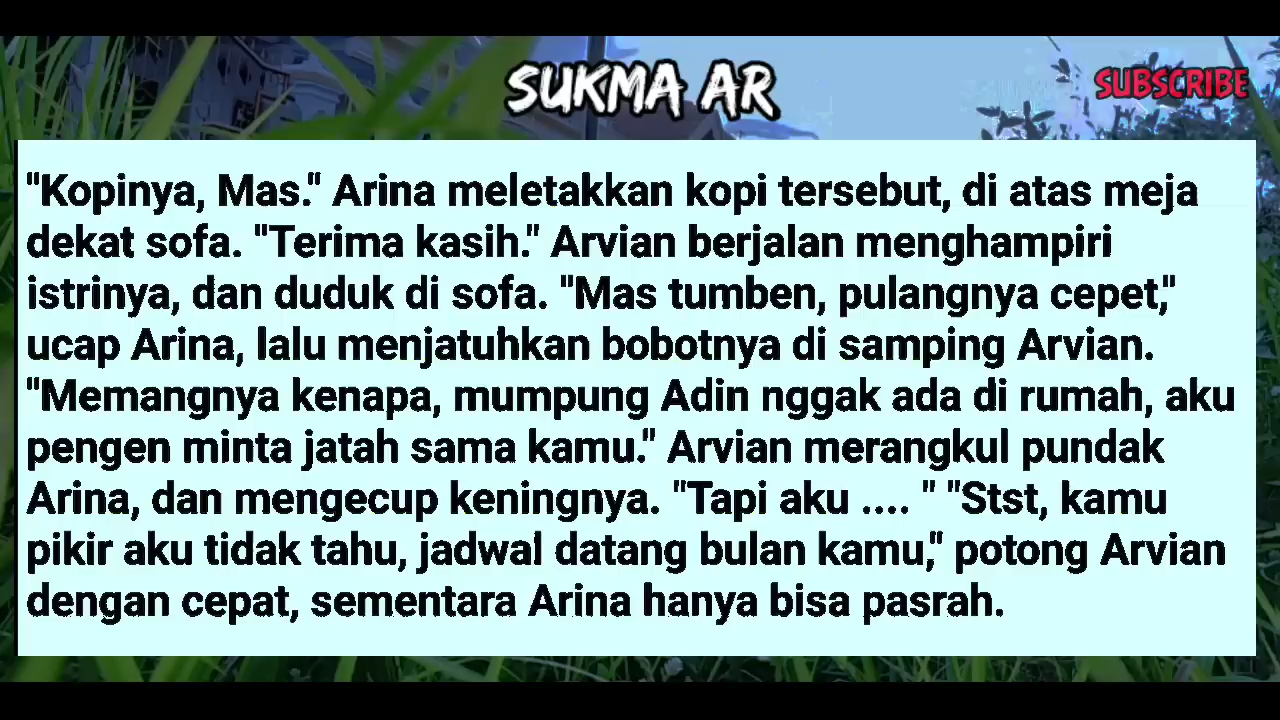 SUKMA AR
SUBSCRIBE
"Kopinya, Mas." Arina meletakkan kopi tersebut, di atas meja
dekat sofa. "Terima kasih." Arvian berjalan menghampiri
istrinya, dan duduk di sofa. "Mas tumben, pulangnya cepet,"
ucap Arina, lalu menjatuhkan bobotnya di samping Arvian.
"Memangnya kenapa, mumpung Adin nggak ada di rumah, aku
pengen minta jatah sama kamu." Arvian merangkul pundak
Arina, dan mengecup keningnya. "Tapi aku .... " "Stst, kamu
pikir aku tidak tahu, jadwal datang bulan kamu," potong Arvian
dengan cepat, sementara Arina hanya bisa pasrah.